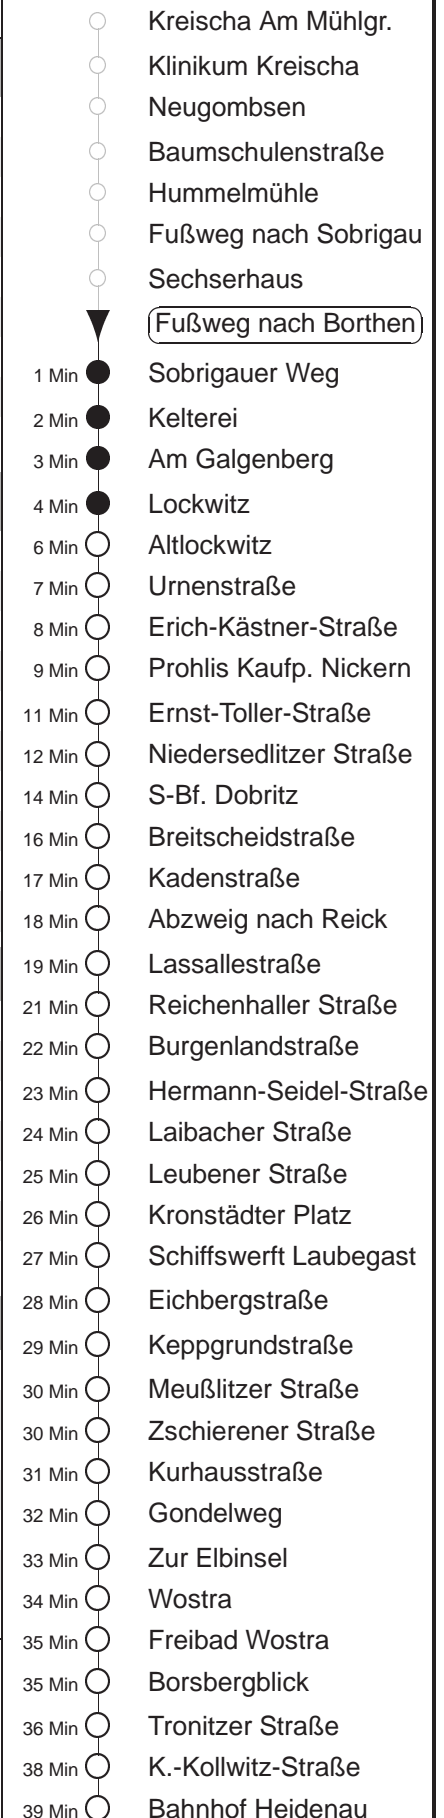 Kreischa Am Mühlgr.
Klinikum Kreischa
Neugombsen
Baumschulenstraße
Hummelmühle
Fußweg nach Sobrigau
Sechserhaus
Fußweg nach Borthen
1 Min Sobrigauer Weg
2 Min Kelterei
3 Min Am Galgenberg
4 Min Lockwitz
6 Min Altlockwitz
7 Min Urnenstraße
8 Min Erich-Kästner-Straße
9 Min Prohlis Kaufp. Nickern
11 Min Ernst-Toller-Straße
12 Min Niedersedlitzer Straße
14 Min S-Bf. Dobritz
16 Min Breitscheidstraße
17 Min Kadenstraße
18 Min Abzweig nach Reick
19 Min Lassallestraße
21 Min Reichenhaller Straße
22 Min Burgenlandstraße
23 Min Hermann-Seidel-Straße
24 Min Laibacher Straße
25 Min Leubener Straße
26 Min Kronstädter Platz
27 Min Schiffswerft Laubegast
28 Min Eichbergstraße
29 Min Keppgrundstraße
30 Min Meußlitzer Straße
30 Min Zschierener Straße
31 Min Kurhausstraße
32 Min Gondelweg
33 Min Zur Elbinsel
34 Min Wostra
35 Min Freibad Wostra
35 Min Borsbergblick
36 Min Tronitzer Straße
38 Min K.-Kollwitz-Straße
39 Min Bahnhof Heidenau